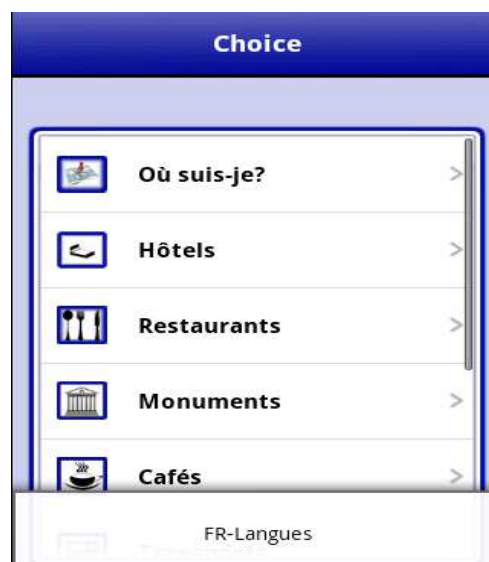 Choice
Où suis-je?
Hôtels
Restaurants
Monuments
Cafés
FR-Langues